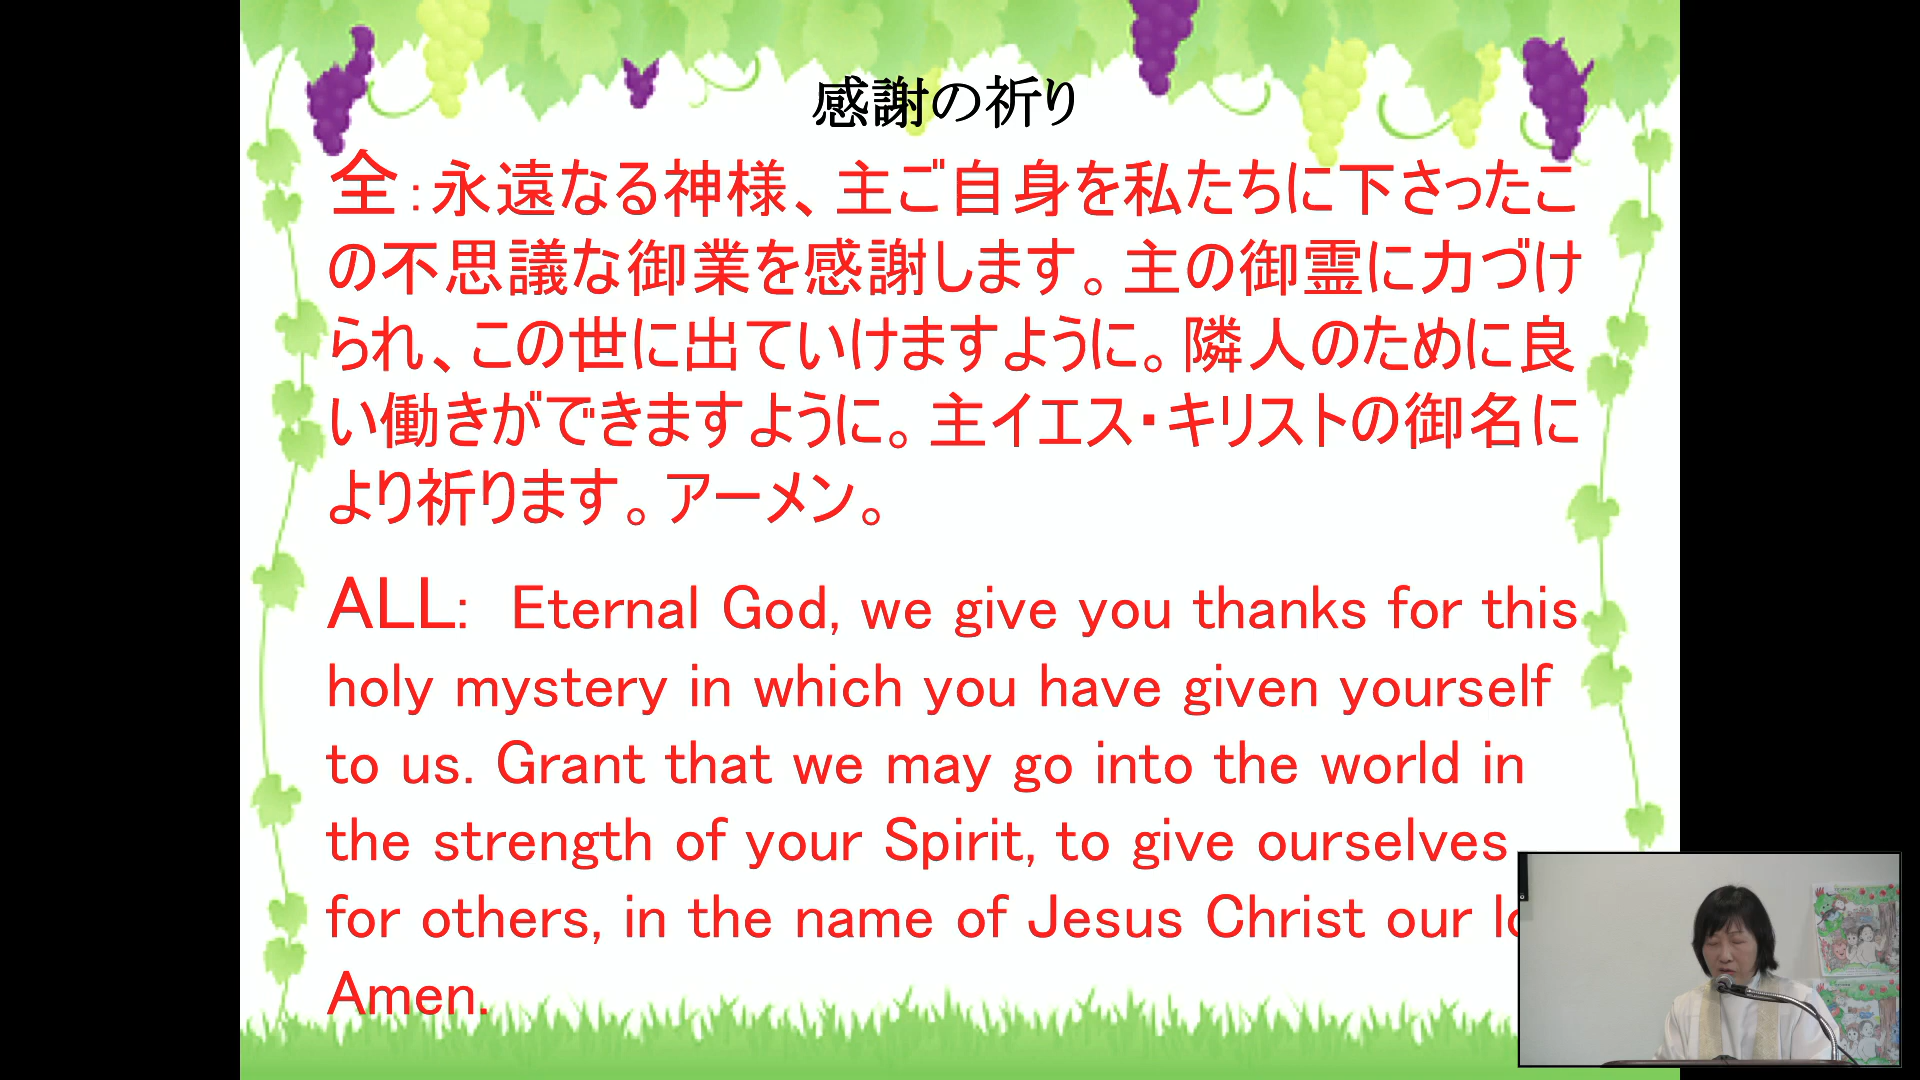 感謝の祈り
全：永遠なる神様、主ご自身を私たちに下さったこ
の不思議な御業を感謝します。主の御霊に力づけ
られ、この世に出ていけますように。隣人のために良
い働きができますように。主イエス・キリストの御名に
より祈ります。アーメン。
ALL: Eternal God, we give you thanks for this
holy mystery in which you have given yourself
to us. Grant that we may go into the world in
the strength of your Spirit, to give ourselves
for others, in the name of Jesus Christ our
Amen.